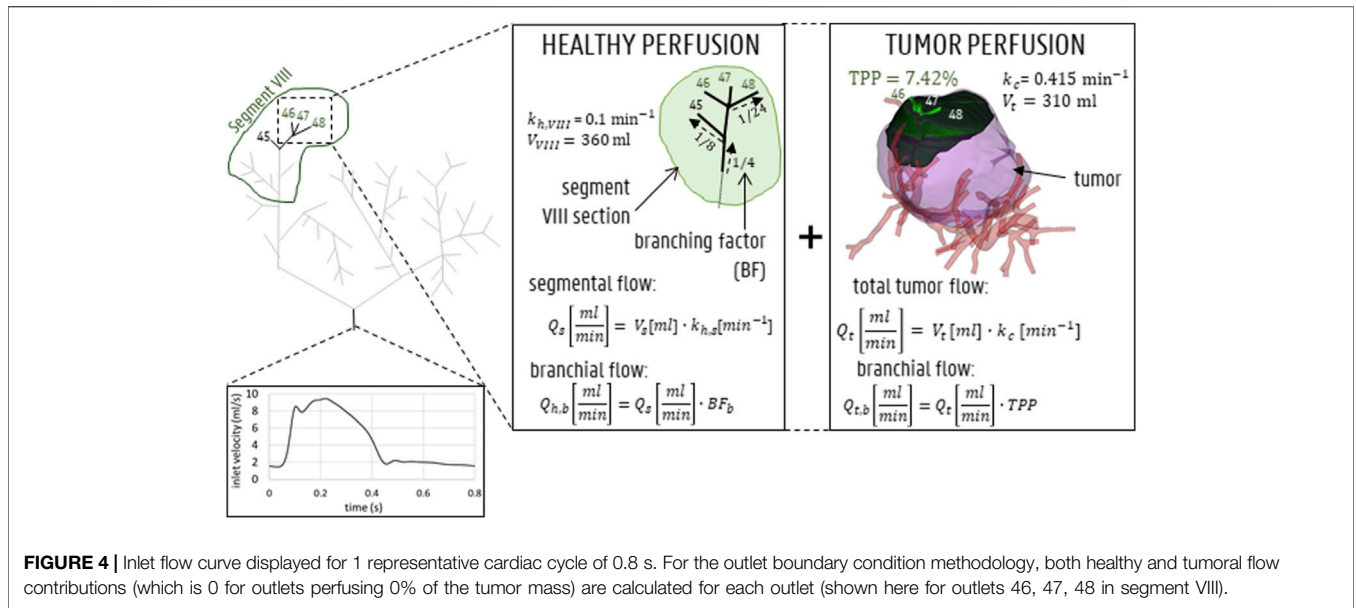 Segment VIII
46 47 48
45
HEALTHY PERFUSION
46 47 48
45
1/24
1/8
1/4
k_{h,VIII} = 0.1 min⁻¹
V_{VIII} = 360 ml
segment
VIII section
branching factor
(BF)
segmental flow:
Q_s [ml/min] = V_s[ml] · k_{h,s}[min⁻¹]
branchial flow:
Q_{h,b} [ml/min] = Q_s [ml/min] · BF_b
+
TUMOR PERFUSION
TPP = 7.42%
k_c = 0.415 min⁻¹
V_t = 310 ml
46
47
48
tumor
total tumor flow:
Q_t [ml/min] = V_t [ml] · k_c [min⁻¹]
branchial flow:
Q_{t,b} [ml/min] = Q_t [ml/min] · TPP
inlet velocity (ml/s)
10
8
6
4
2
0
0 0.2 0.4 0.6 0.8
time (s)
FIGURE 4 | Inlet flow curve displayed for 1 representative cardiac cycle of 0.8 s. For the outlet boundary condition methodology, both healthy and tumoral flow
contributions (which is 0 for outlets perfusing 0% of the tumor mass) are calculated for each outlet (shown here for outlets 46, 47, 48 in segment VIII).